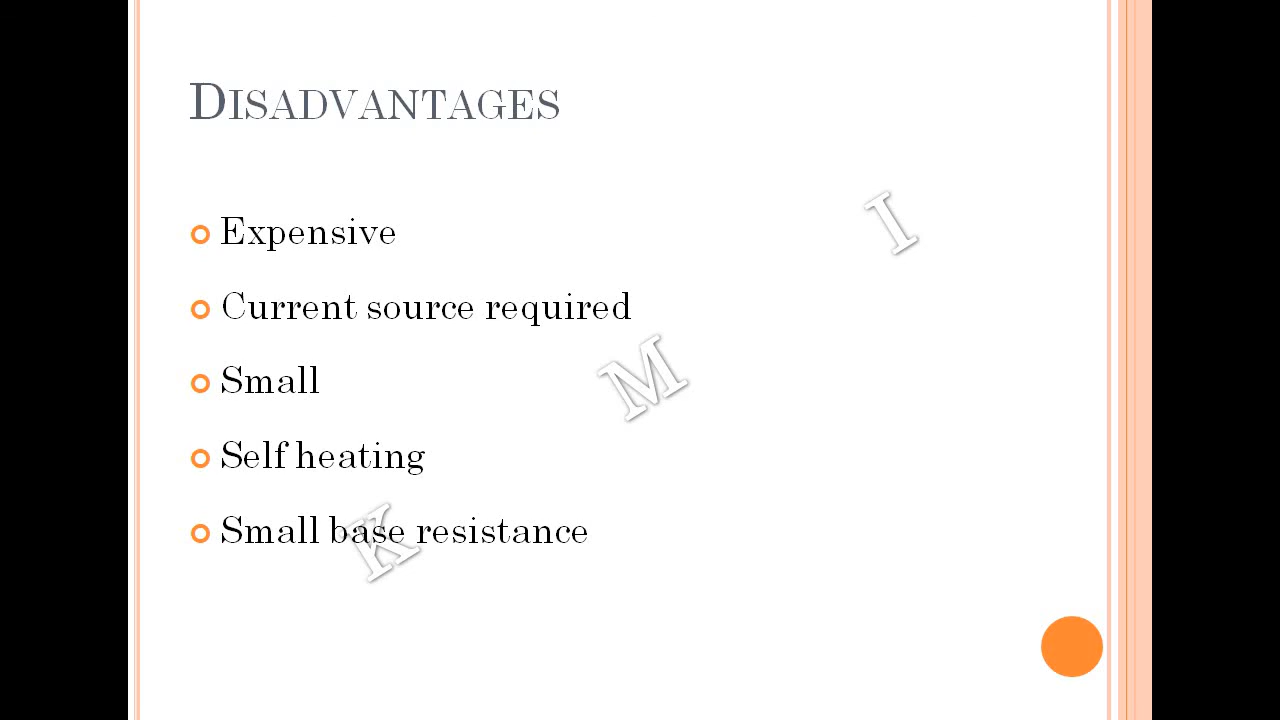 DISADVANTAGES
Expensive
Current source required
Small
Self heating
Small base resistance
K M I